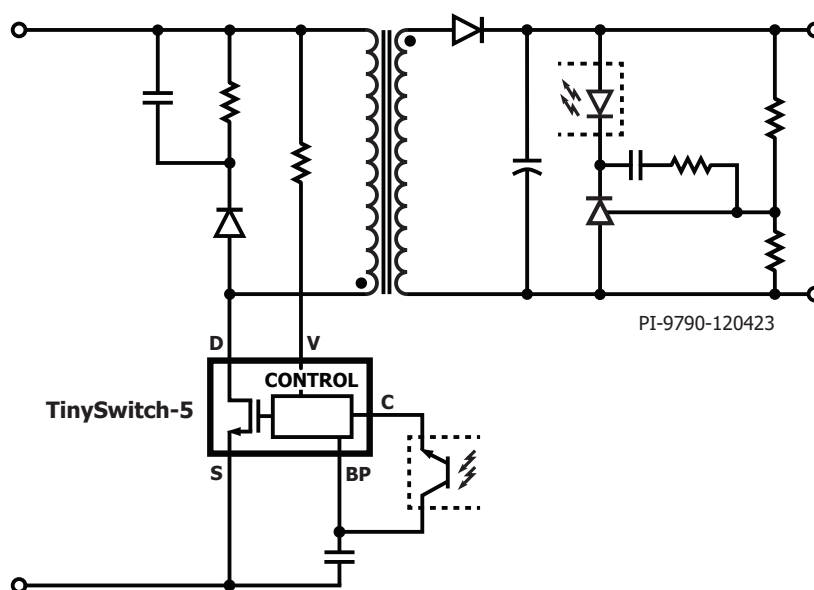 PI-9790-120423
D
V
CONTROL
TinySwitch-5
C
S
BP